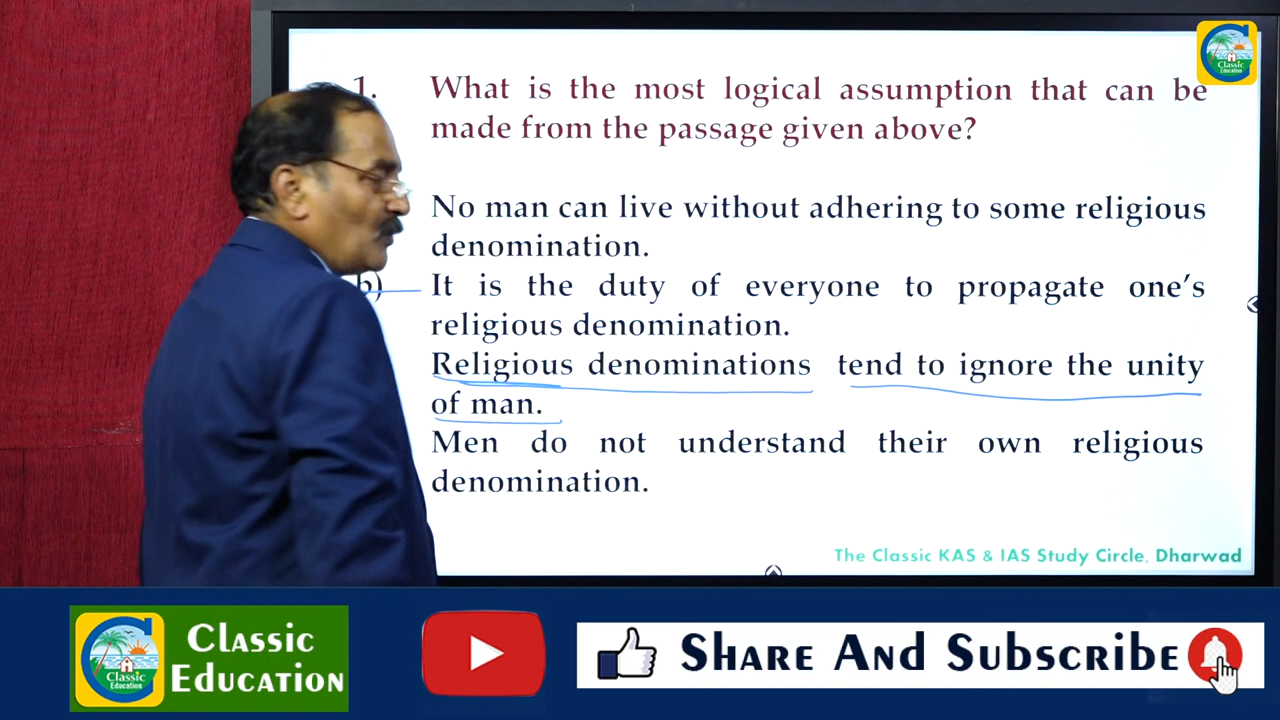 Classic
Education
1. What is the most logical assumption that can be
made from the passage given above?
No man can live without adhering to some religious
denomination.
b) It is the duty of everyone to propagate one's
religious denomination.
Religious denominations tend to ignore the unity
of man.
Men do not understand their own religious
denomination.
The Classic KAS & IAS Study Circle, Dharwad
Classic
Education
Classic
Education
Share And Subscribe